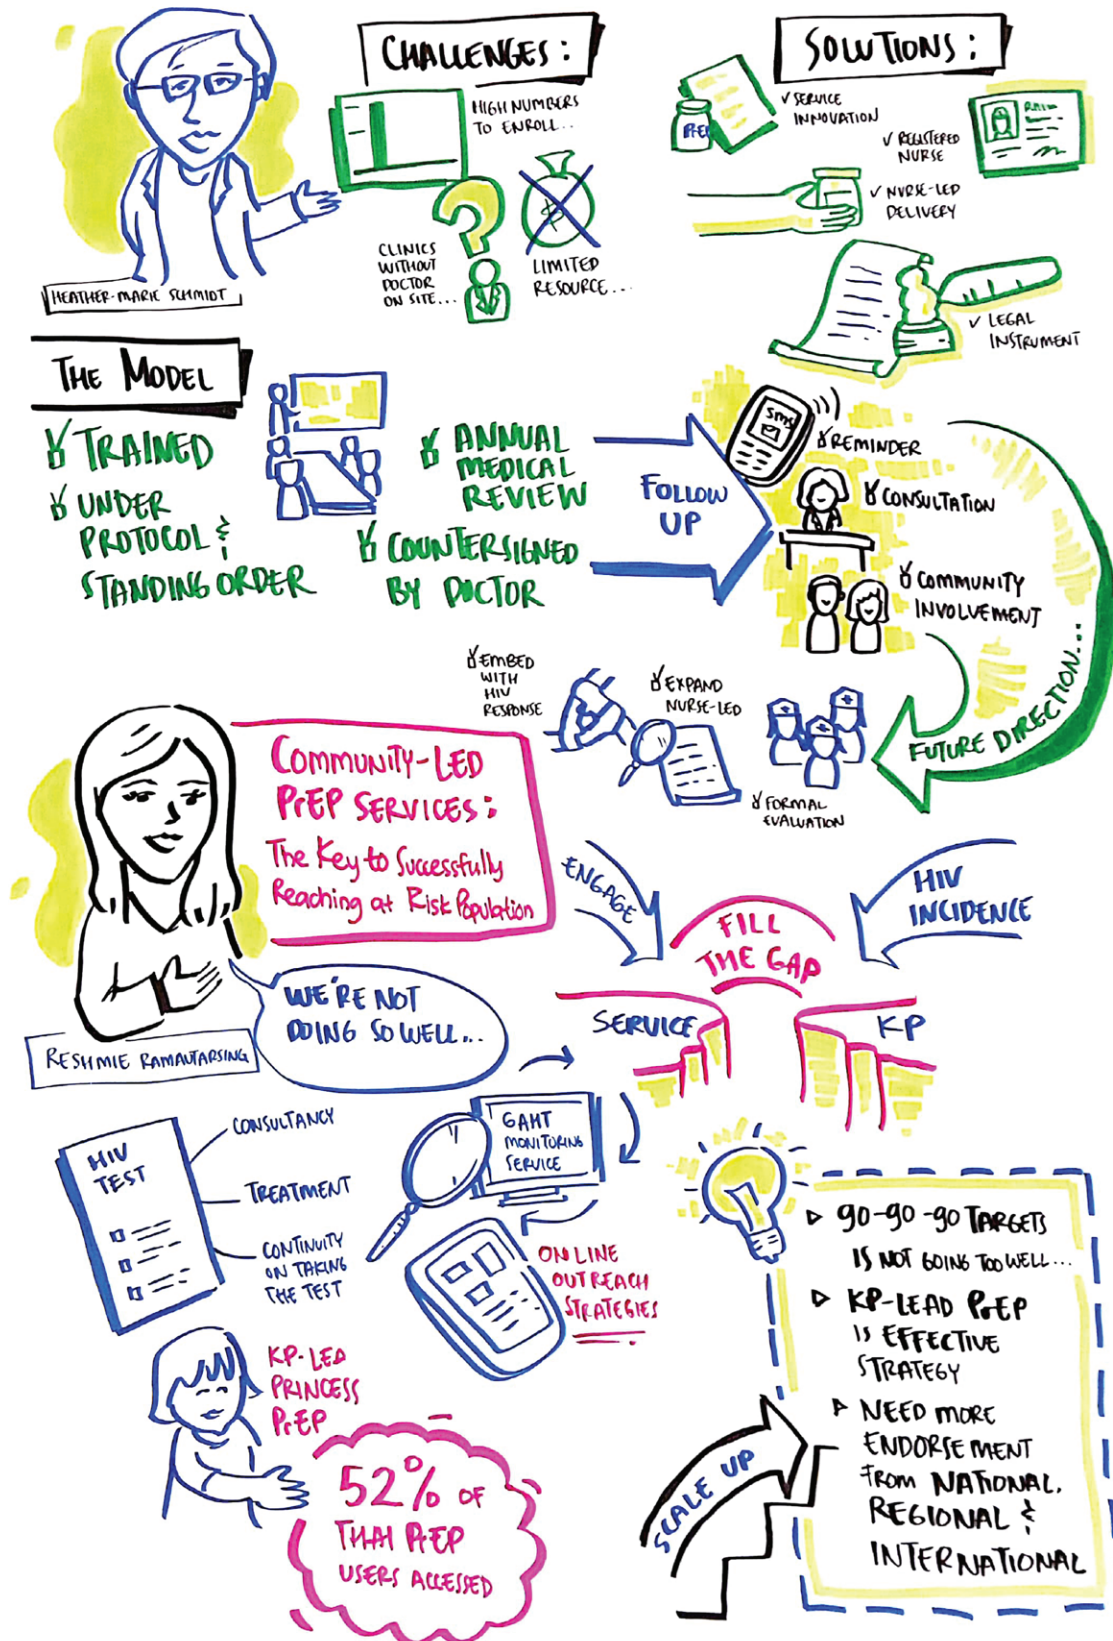 CHALLENGES:
HIGH NUMBERS
TO ENROLL...
CLINICS
WITHOUT
DOCTOR
ON SITE...
$
LIMITED
RESOURCE...
HEATHER-MARIE SCHMIDT
SOLUTIONS:
PrEP
✓ SERVICE
INNOVATION
✓ REGISTERED
NURSE
✓ NURSE-LED
DELIVERY
✓ LEGAL
INSTRUMENT
THE MODEL
TRAINED
UNDER
PROTOCOL &
STANDING ORDER
ANNUAL
MEDICAL
REVIEW
COUNTERSIGNED
BY DOCTOR
FOLLOW
UP
SMS
REMINDER
CONSULTATION
COMMUNITY
INVOLVEMENT
FUTURE DIRECTION...
EMBED
WITH
HIV
RESPONSE
EXPAND
NURSE-LED
FORMAL
EVALUATION
COMMUNITY-LED
PrEP SERVICES:
The Key to Successfully
Reaching at Risk Population
WE'RE NOT
DOING SO WELL...
RESHMIE RAMAUTARSING
ENGAGE
HIV
INCIDENCE
FILL
THE GAP
SERVICE
KP
HIV
TEST
CONSULTANCY
TREATMENT
CONTINUITY
ON TAKING
THE TEST
GAHT
MONITORING
SERVICE
ONLINE
OUTREACH
STRATEGIES
KP-LED
PRINCESS
PrEP
52% OF
THAI PrEP
USERS ACCESSED
SCALE UP
▷ 90-90-90 TARGETS
IS NOT GOING TOO WELL...
▷ KP-LEAD PrEP
IS EFFECTIVE
STRATEGY
▷ NEED MORE
ENDORSEMENT
FROM NATIONAL,
REGIONAL &
INTERNATIONAL